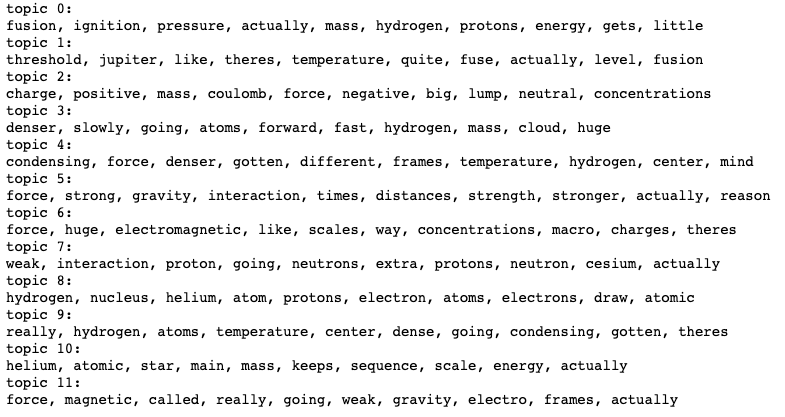 topic 0:
fusion, ignition, pressure, actually, mass, hydrogen, protons, energy, gets, little
topic 1:
threshold, jupiter, like, theres, temperature, quite, fuse, actually, level, fusion
topic 2:
charge, positive, mass, coulomb, force, negative, big, lump, neutral, concentrations
topic 3:
denser, slowly, going, atoms, forward, fast, hydrogen, mass, cloud, huge
topic 4:
condensing, force, denser, gotten, different, frames, temperature, hydrogen, center, mind
topic 5:
force, strong, gravity, interaction, times, distances, strength, stronger, actually, reason
topic 6:
force, huge, electromagnetic, like, scales, way, concentrations, macro, charges, theres
topic 7:
weak, interaction, proton, going, neutrons, extra, protons, neutron, cesium, actually
topic 8:
hydrogen, nucleus, helium, atom, protons, electron, atoms, electrons, draw, atomic
topic 9:
really, hydrogen, atoms, temperature, center, dense, going, condensing, gotten, theres
topic 10:
helium, atomic, star, main, mass, keeps, sequence, scale, energy, actually
topic 11:
force, magnetic, called, really, going, weak, gravity, electro, frames, actually